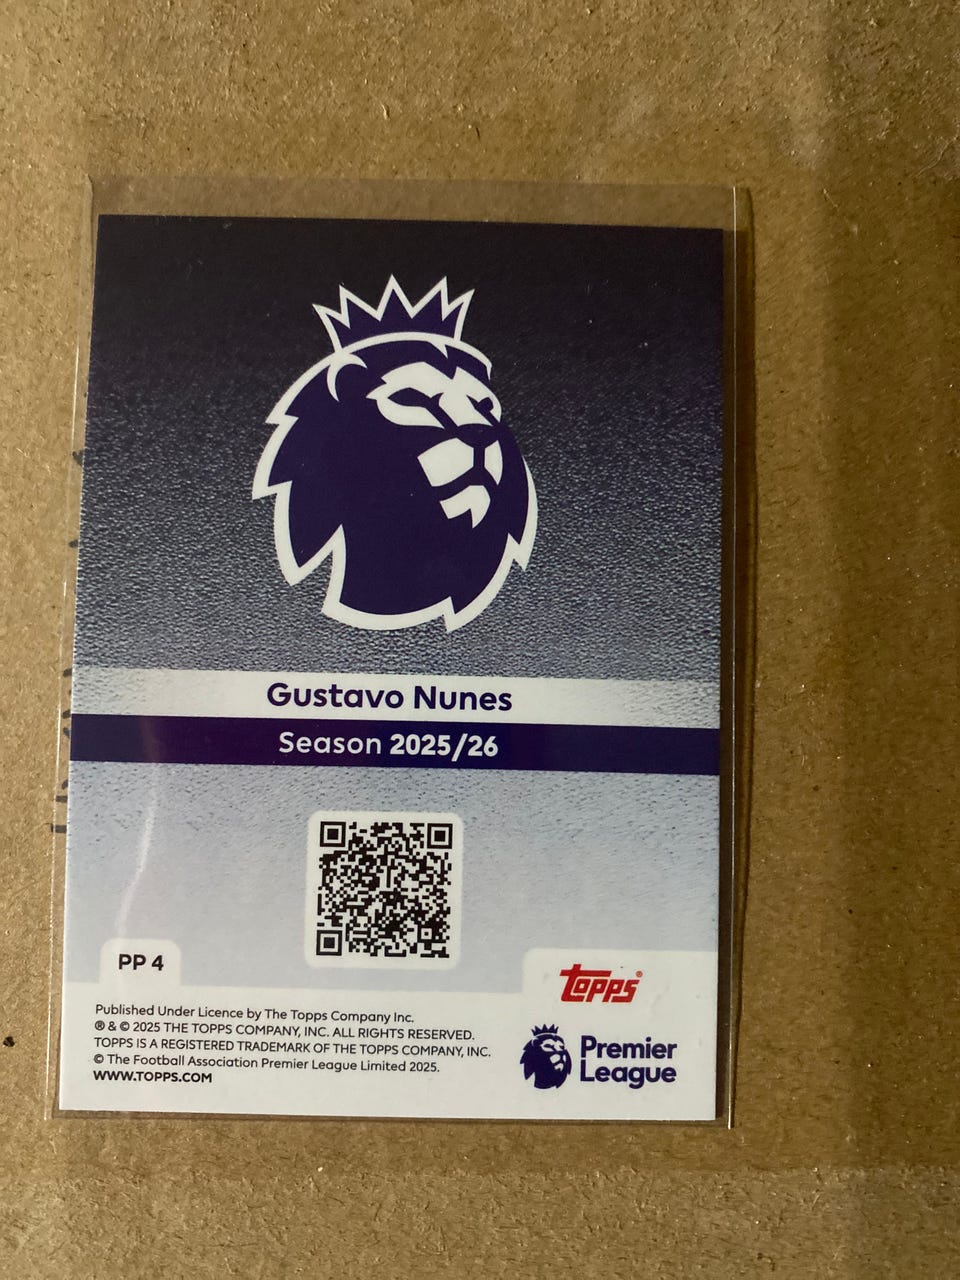 Gustavo Nunes
Season 2025/26
PP 4
topps®
Published Under Licence by The Topps Company Inc.
® & © 2025 THE TOPPS COMPANY, INC. ALL RIGHTS RESERVED.
TOPPS IS A REGISTERED TRADEMARK OF THE TOPPS COMPANY, INC.
© The Football Association Premier League Limited 2025.
WWW.TOPPS.COM
Premier
League